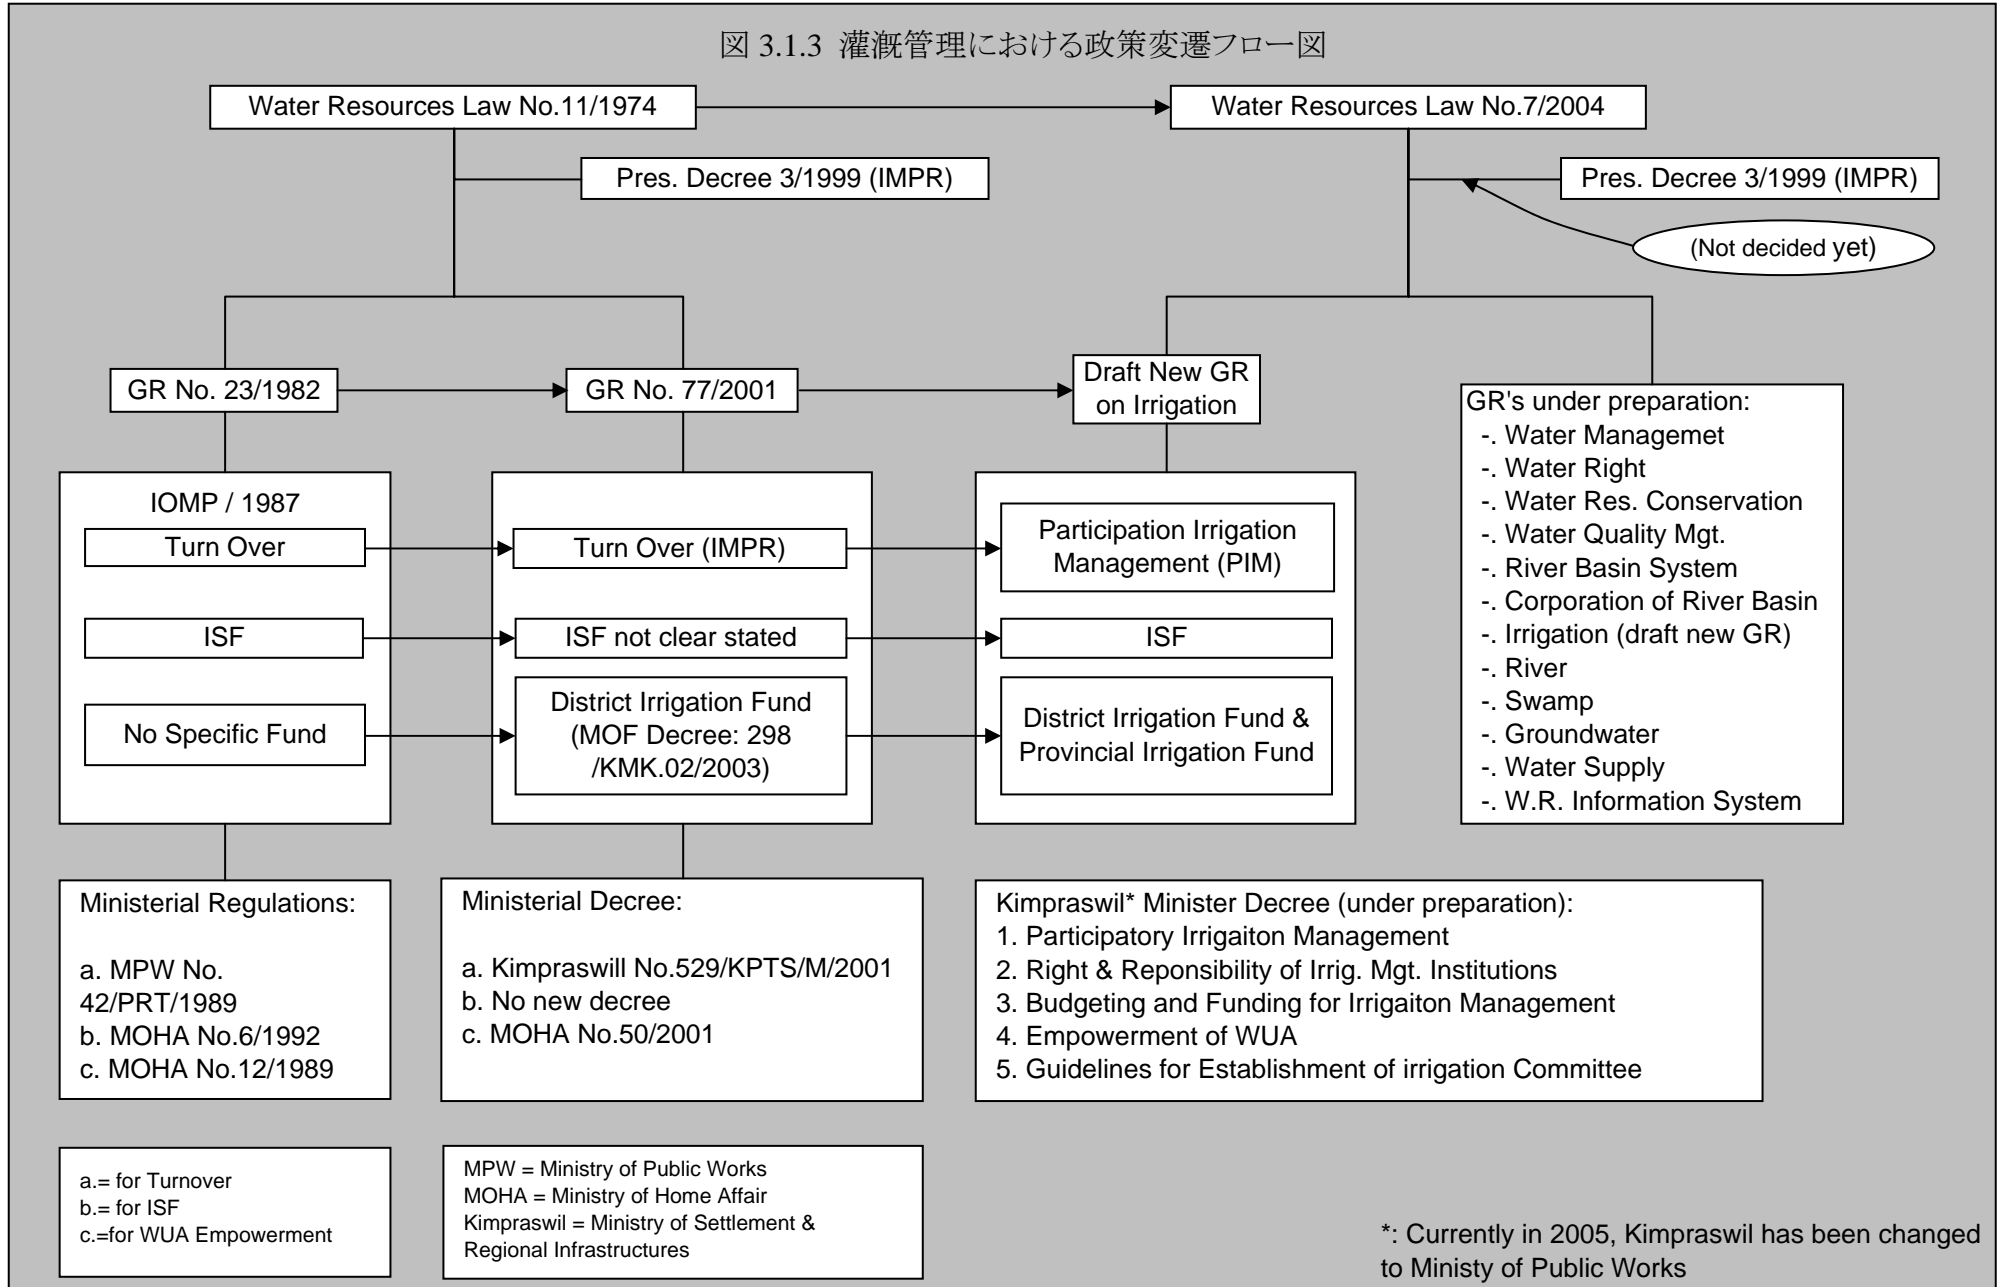 図 3.1.3 灌漑管理における政策変遷フロー図
Water Resources Law No.11/1974
Water Resources Law No.7/2004
Pres. Decree 3/1999 (IMPR)
Pres. Decree 3/1999 (IMPR)
(Not decided yet)
GR No. 23/1982
GR No. 77/2001
Draft New GR
on Irrigation
GR's under preparation:
-. Water Managemet
-. Water Right
-. Water Res. Conservation
-. Water Quality Mgt.
-. River Basin System
-. Corporation of River Basin
-. Irrigation (draft new GR)
-. River
-. Swamp
-. Groundwater
-. Water Supply
-. W.R. Information System
IOMP / 1987
Turn Over
Turn Over (IMPR)
Participation Irrigation
Management (PIM)
ISF
ISF not clear stated
ISF
No Specific Fund
District Irrigation Fund
(MOF Decree: 298
/KMK.02/2003)
District Irrigation Fund &
Provincial Irrigation Fund
Ministerial Regulations:
a. MPW No.
42/PRT/1989
b. MOHA No.6/1992
c. MOHA No.12/1989
Ministerial Decree:
a. Kimpraswill No.529/KPTS/M/2001
b. No new decree
c. MOHA No.50/2001
Kimpraswil* Minister Decree (under preparation):
1. Participatory Irrigaiton Management
2. Right & Reponsibility of Irrig. Mgt. Institutions
3. Budgeting and Funding for Irrigaiton Management
4. Empowerment of WUA
5. Guidelines for Establishment of irrigation Committee
a.= for Turnover
b.= for ISF
c.=for WUA Empowerment
MPW = Ministry of Public Works
MOHA = Ministry of Home Affair
Kimpraswil = Ministry of Settlement &
Regional Infrastructures
*: Currently in 2005, Kimpraswil has been changed
to Ministy of Public Works